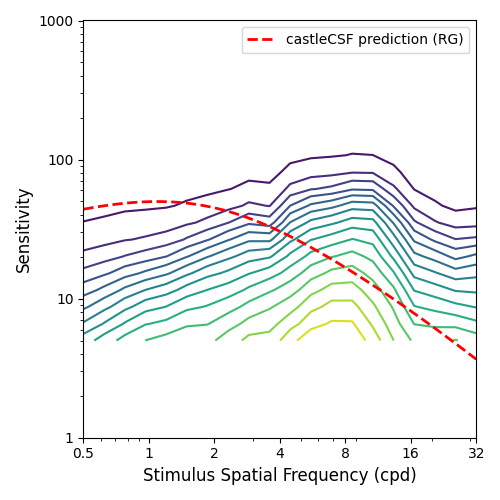 1000
castleCSF prediction (RG)
100
Sensitivity
10
1
0.5 1 2 4 8 16 32
Stimulus Spatial Frequency (cpd)